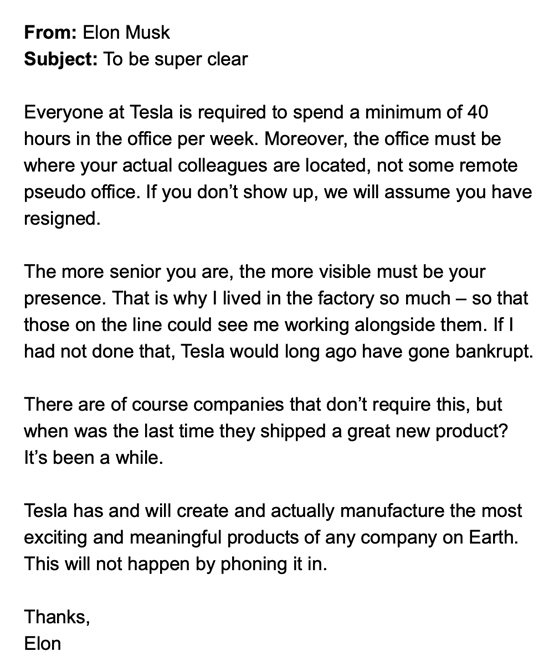 From: Elon Musk
Subject: To be super clear
Everyone at Tesla is required to spend a minimum of 40
hours in the office per week. Moreover, the office must be
where your actual colleagues are located, not some remote
pseudo office. If you don’t show up, we will assume you have
resigned.
The more senior you are, the more visible must be your
presence. That is why I lived in the factory so much – so that
those on the line could see me working alongside them. If I
had not done that, Tesla would long ago have gone bankrupt.
There are of course companies that don’t require this, but
when was the last time they shipped a great new product?
It’s been a while.
Tesla has and will create and actually manufacture the most
exciting and meaningful products of any company on Earth.
This will not happen by phoning it in.
Thanks,
Elon